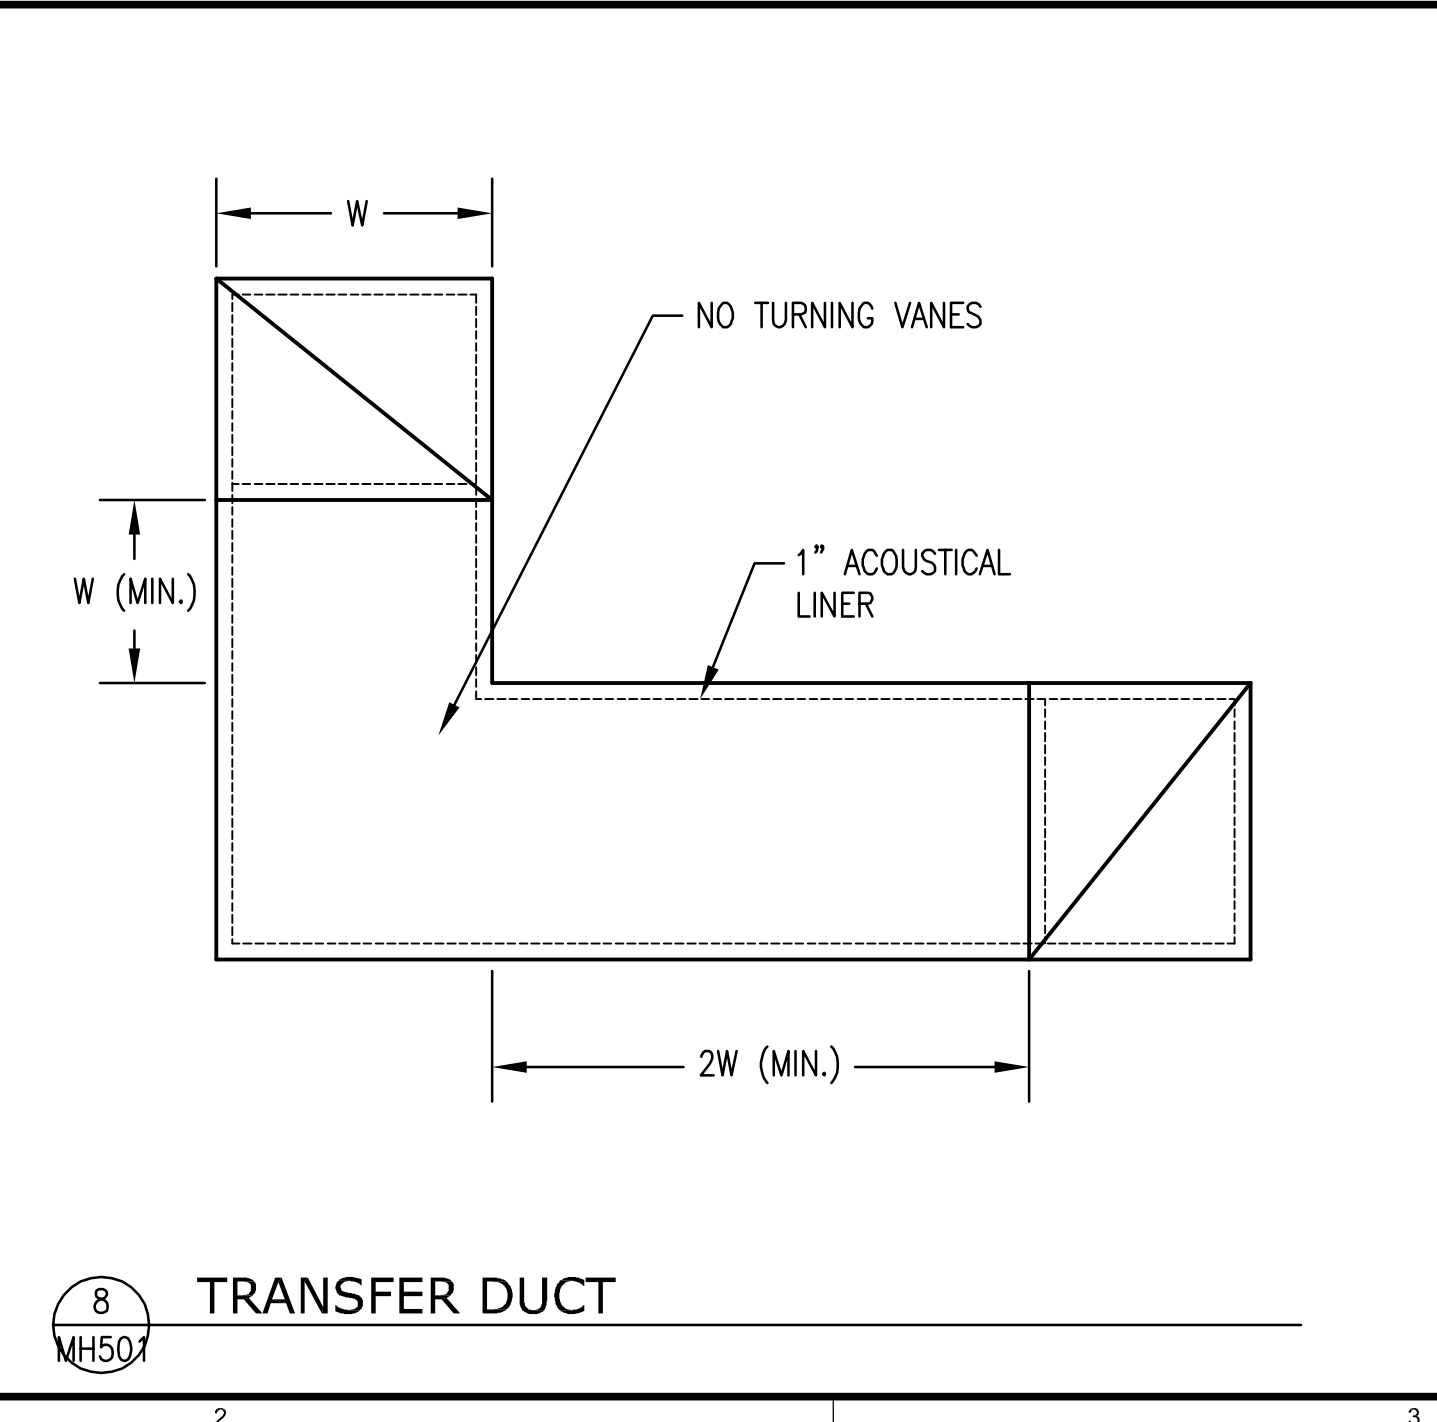 W
NO TURNING VANES
1” ACOUSTICAL
LINER
W (MIN.)
2W (MIN.)
8
TRANSFER DUCT
MH501
2
3